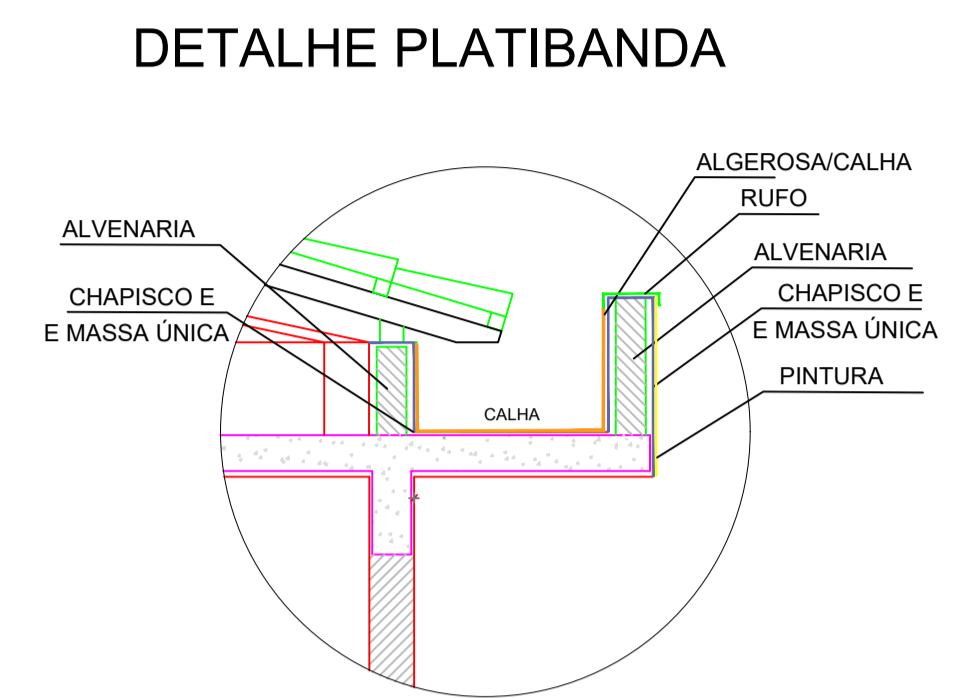 DETALHE PLATIBANDA
ALGEROSA/CALHA
RUFO
ALVENARIA
ALVENARIA
CHAPISCO E
E MASSA ÚNICA
CHAPISCO E
E MASSA ÚNICA
PINTURA
CALHA